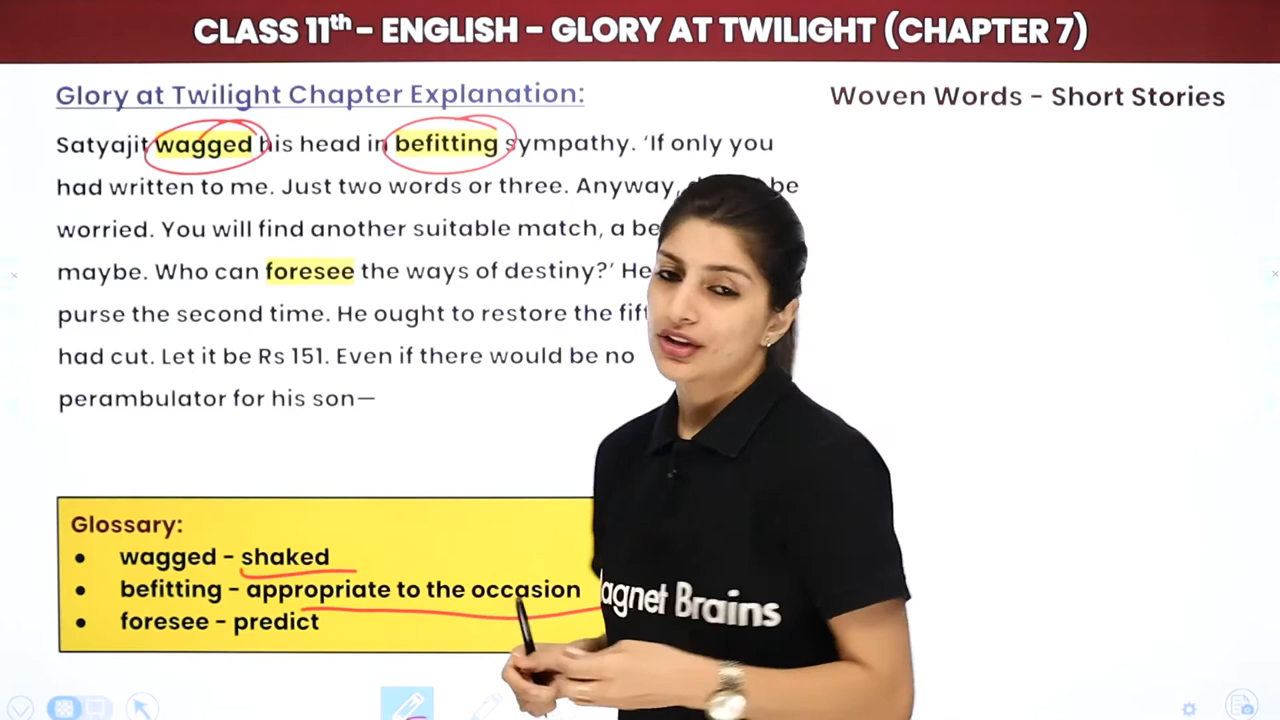 CLASS 11th - ENGLISH - GLORY AT TWILIGHT (CHAPTER 7)
Glory at Twilight Chapter Explanation:
Woven Words - Short Stories
Satyajit wagged his head in befitting sympathy. 'If only you
had written to me. Just two words or three. Anyway, be
worried. You will find another suitable match, a
maybe. Who can foresee the ways of destiny?' He
purse the second time. He ought to restore the
had cut. Let it be Rs 151. Even if there would be no
perambulator for his son—
Glossary:
• wagged - shaked
• befitting - appropriate to the occasion
• foresee - predict
agnet Brains